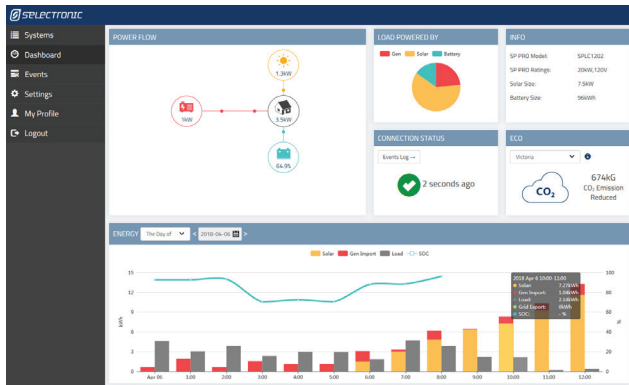 selectronic
Systems
Dashboard
Events
Settings
My Profile
Logout
POWER FLOW
1.3kW
1kW
3.5kW
64.9%
LOAD POWERED BY
Gen Solar Battery
INFO
SP PRO Model: SPLC1202
SP PRO Ratings: 20kW,120V
Solar Size: 7.5kW
Battery Size: 96kWh
CONNECTION STATUS
Events Log →
2 seconds ago
ECO
Victoria
CO₂
674kG
CO₂ Emission
Reduced
ENERGY The Day of < 2018-04-06 >
Solar Gen Import Load SOC
15 100
12 80
9 60
6 40
3 20
0 0
kWh
%
2018 Apr 6 10:00-11:00
Solar: 7.27kWh
Gen Import: 1.04kWh
Load: 2.14kWh
Grid Export: 0kWh
SOC: - %
Apr 06 1:00 2:00 3:00 4:00 5:00 6:00 7:00 8:00 9:00 10:00 11:00 12:00